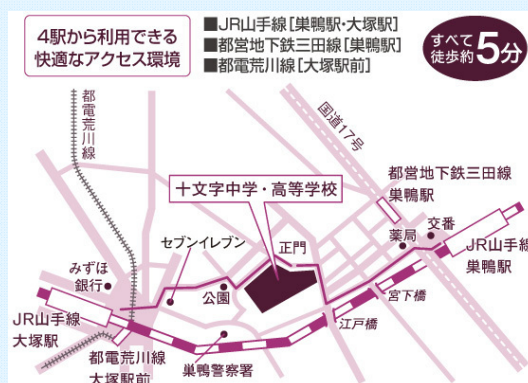 4駅から利用できる
快適なアクセス環境
■JR山手線[巣鴨駅・大塚駅]
■都営地下鉄三田線[巣鴨駅]
■都電荒川線[大塚駅前]
すべて
徒歩約5分
都電荒川線
国道17号
都営地下鉄三田線
巣鴨駅
十文字中学・高等学校
薬局
交番
正門
セブンイレブン
JR山手線
巣鴨駅
みずほ
銀行
公園
宮下橋
江戸橋
JR山手線
大塚駅
都電荒川線
大塚駅前
巣鴨警察署